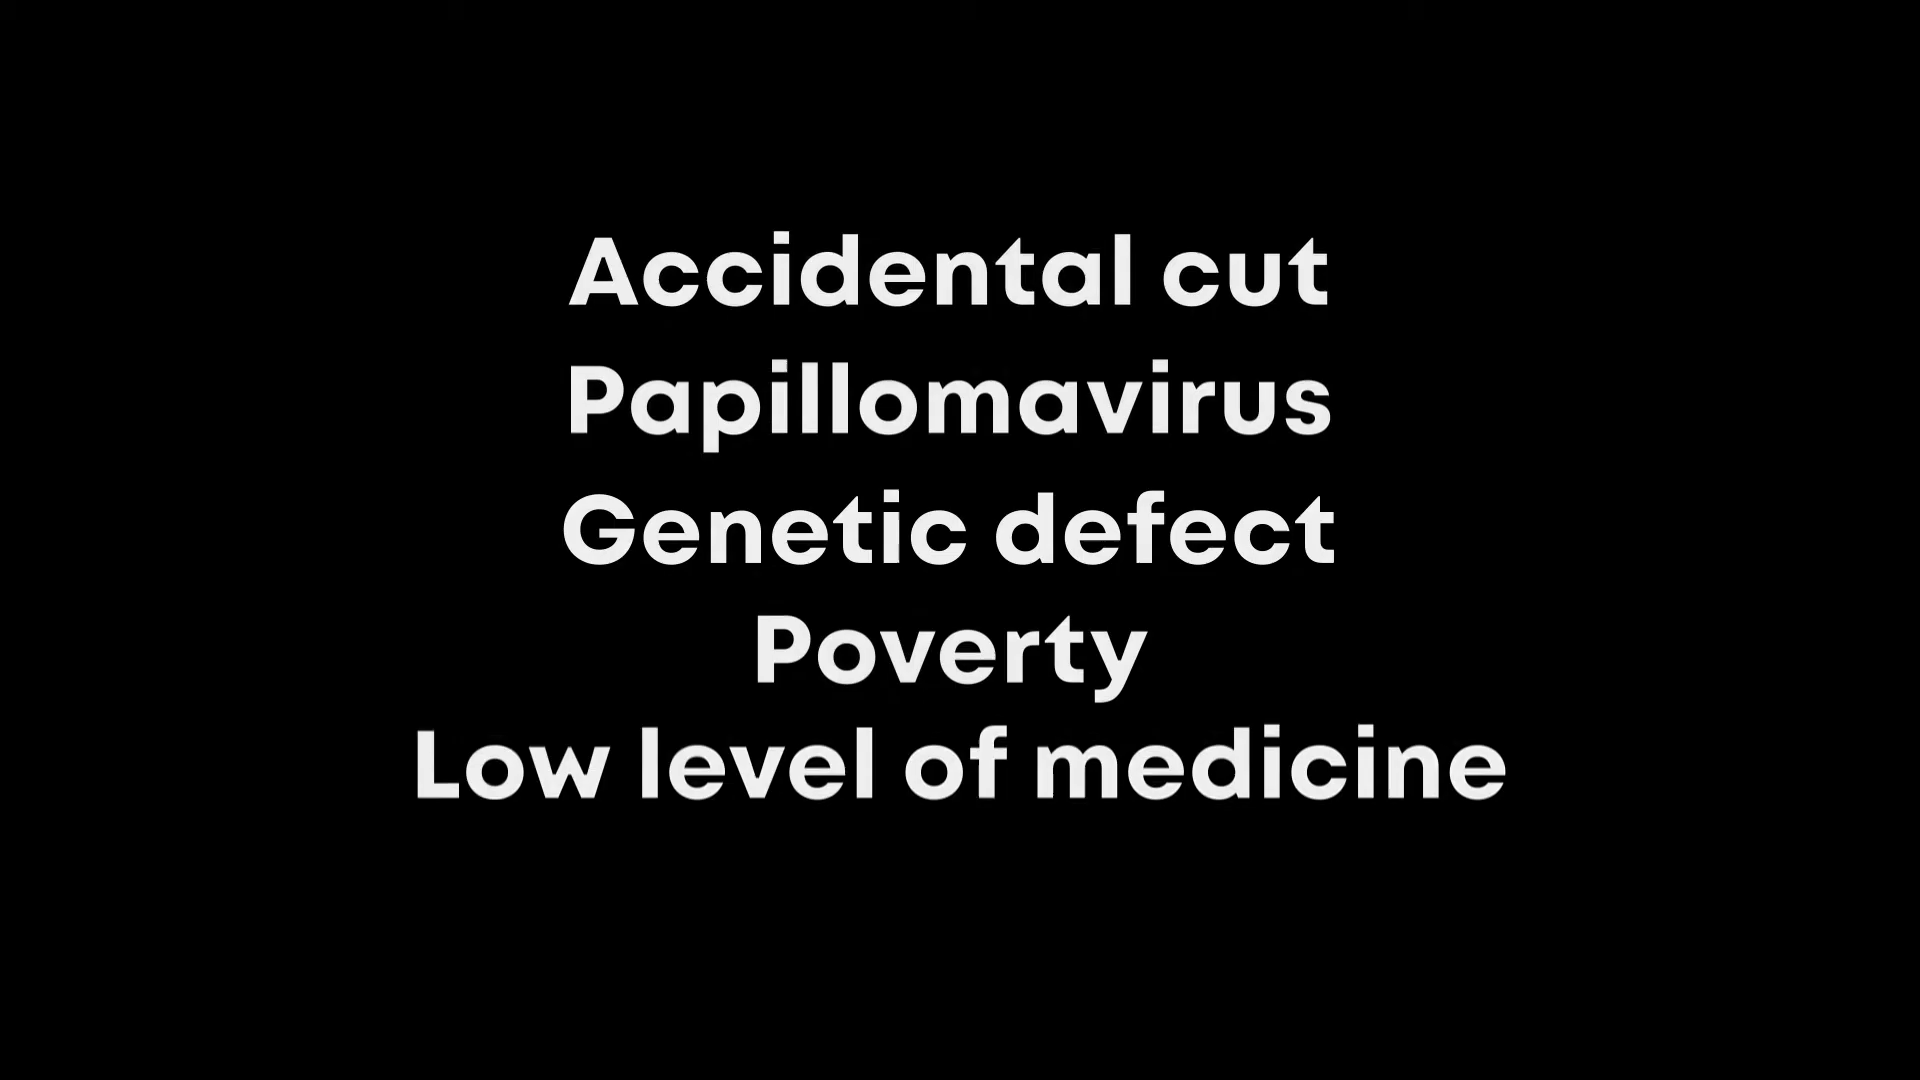 Accidental cut
Papillomavirus
Genetic defect
Poverty
Low level of medicine